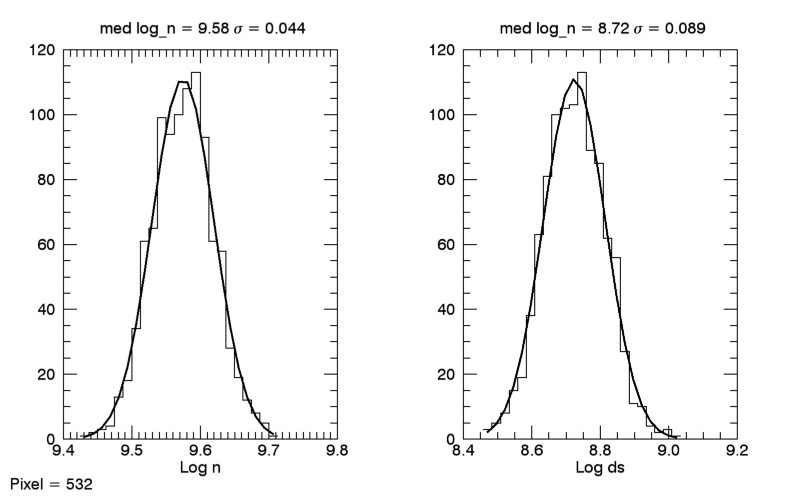 med log_n = 9.58 σ = 0.044
120
100
80
60
40
20
0
9.4 9.5 9.6 9.7 9.8
Log n
med log_n = 8.72 σ = 0.089
120
100
80
60
40
20
0
8.4 8.6 8.8 9.0 9.2
Log ds
Pixel = 532